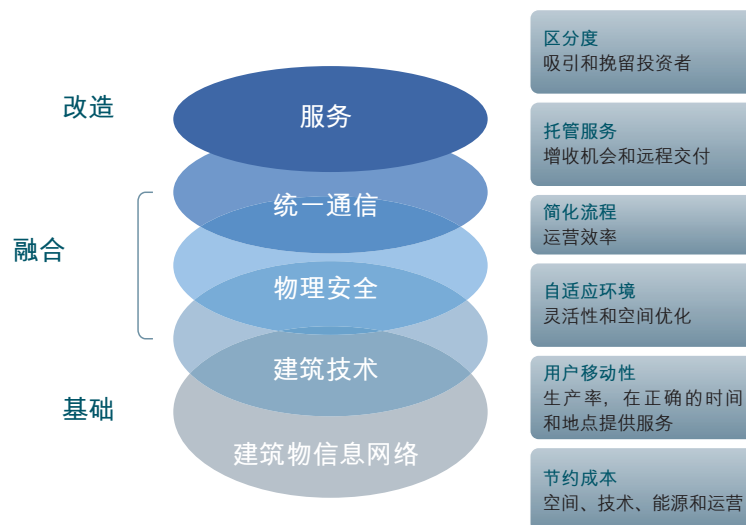 改造
融合
基础
服务
统一通信
物理安全
建筑技术
建筑物信息网络
区分度
吸引和挽留投资者
托管服务
增收机会和远程交付
简化流程
运营效率
自适应环境
灵活性和空间优化
用户移动性
生产率，在正确的时间
和地点提供服务
节约成本
空间、技术、能源和运营